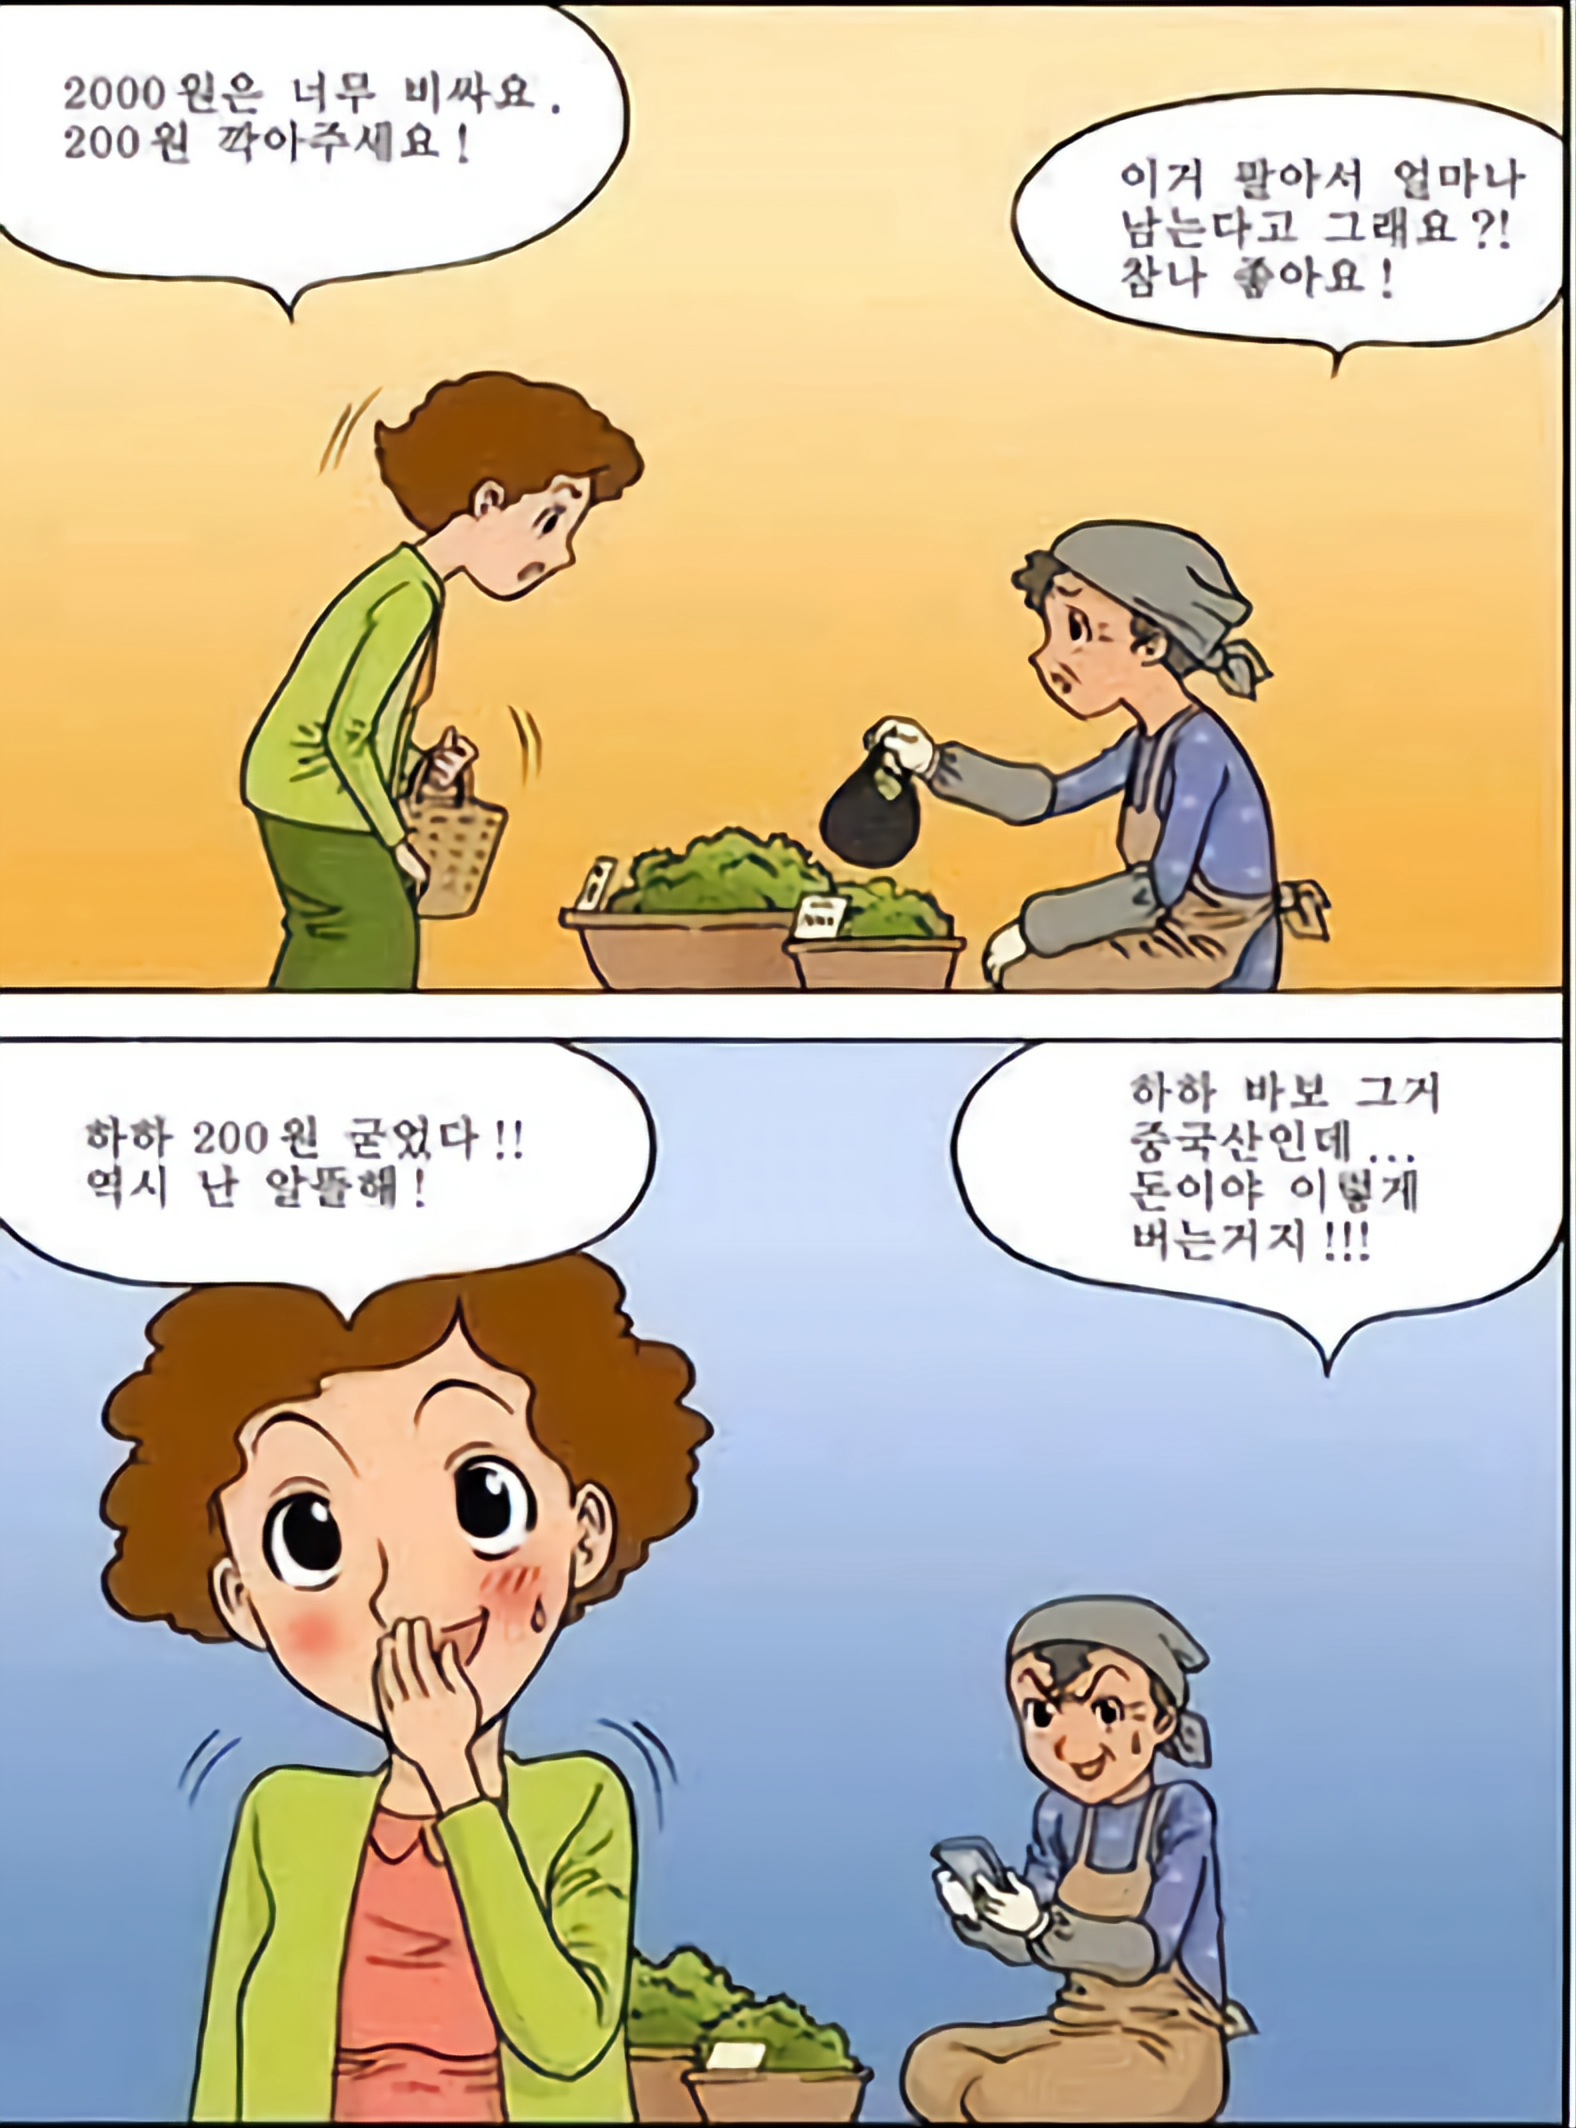 2000원은 너무 비싸요.
200원 깍아주세요!
이거 팔아서 얼마나
남는다고 그래요?!
참나 좋아요!
하하 200원 굳었다!!
역시 난 알뜰해!
하하 바보 그거
중국산인데...
돈이야 이렇게
버는거지!!!